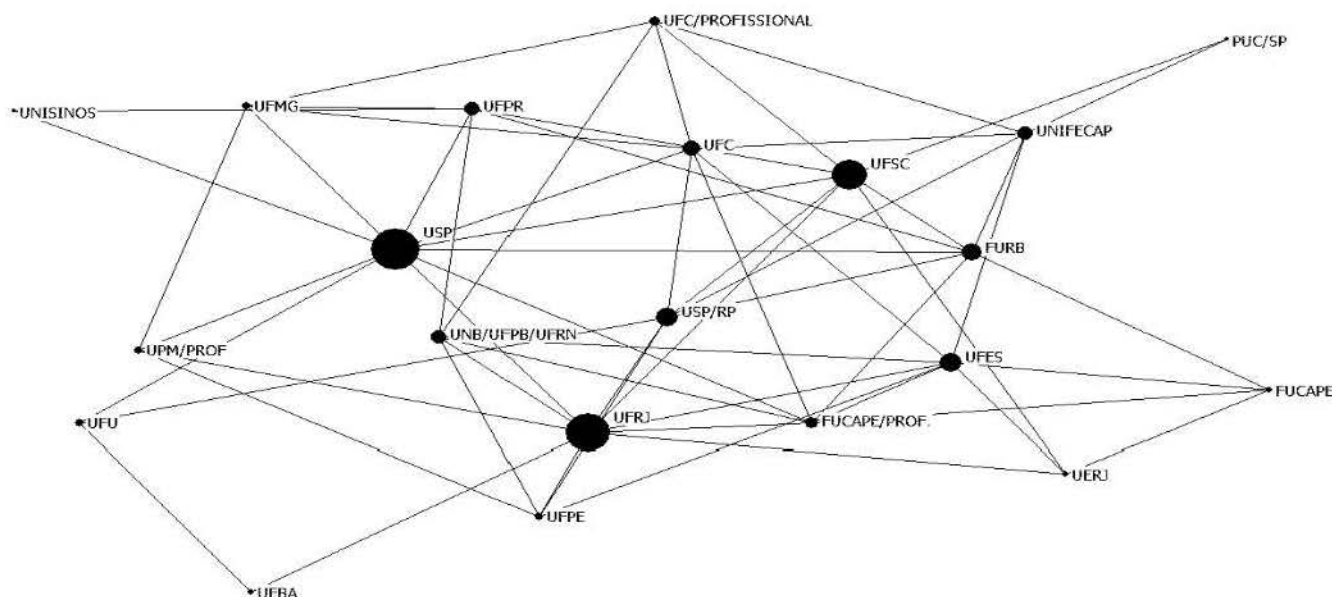 UFC/PROFISSIONAL
PUC/SP
UNISINOS
UFMG
UFPR
UNIFECAP
UFC
UFSC
USP
FURB
USP/RP
UNB/UFPB/UFRN
UPM/PROF
UFES
FUCAPE
UFU
UFRJ
FUCAPE/PROF.
UERJ
UFPE
UFBA